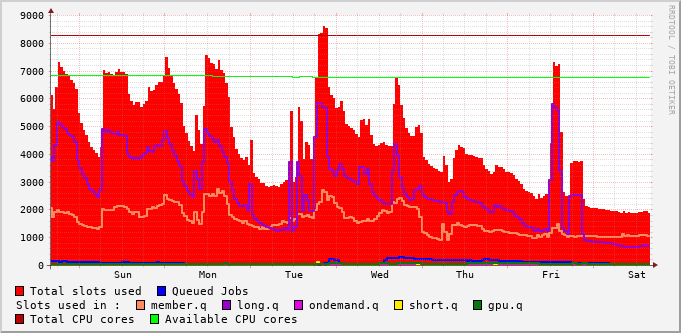 RRDTOOL / TOBI OETIKER
9000
8000
7000
6000
5000
4000
3000
2000
1000
0
Sun Mon Tue Wed Thu Fri Sat
Total slots used Queued Jobs
Slots used in : member.q long.q ondemand.q short.q gpu.q
Total CPU cores Available CPU cores